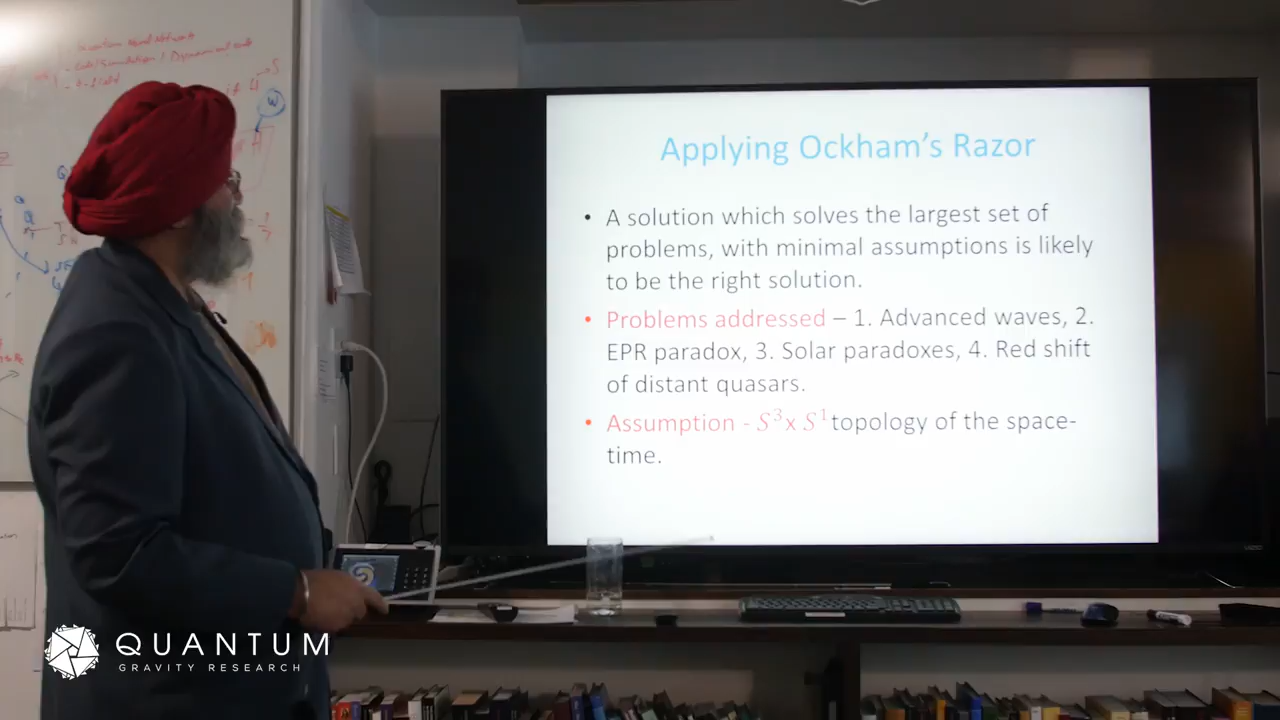 Applying Ockham's Razor
• A solution which solves the largest set of
problems, with minimal assumptions is likely
to be the right solution.
• Problems addressed – 1. Advanced waves, 2.
EPR paradox, 3. Solar paradoxes, 4. Red shift
of distant quasars.
• Assumption - S³x S¹ topology of the space-
time.
VIZIO
QUANTUM
GRAVITY RESEARCH